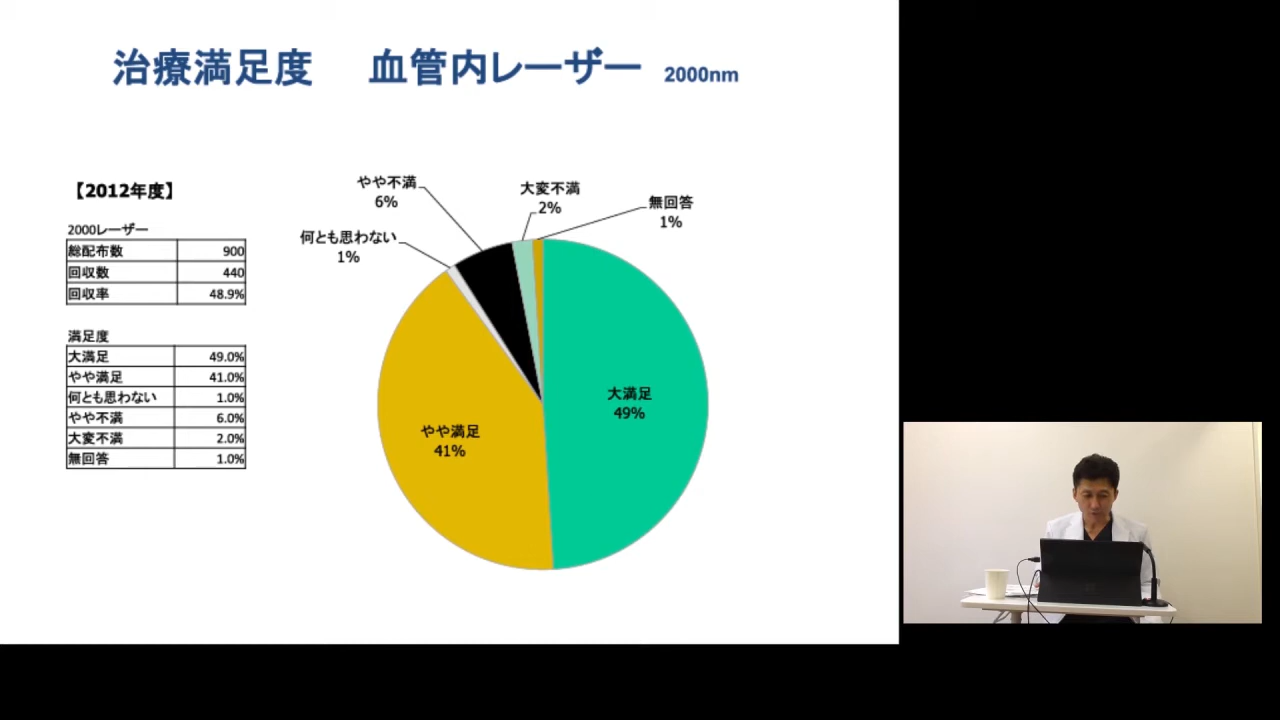 治療満足度 血管内レーザー 2000nm
【2012年度】
2000レーザー
総配布数 900
回収数 440
回収率 48.9%
満足度
大満足 49.0%
やや満足 41.0%
何とも思わない 1.0%
やや不満 6.0%
大変不満 2.0%
無回答 1.0%
やや不満
6%
大変不満
2%
無回答
1%
何とも思わない
1%
大満足
49%
やや満足
41%